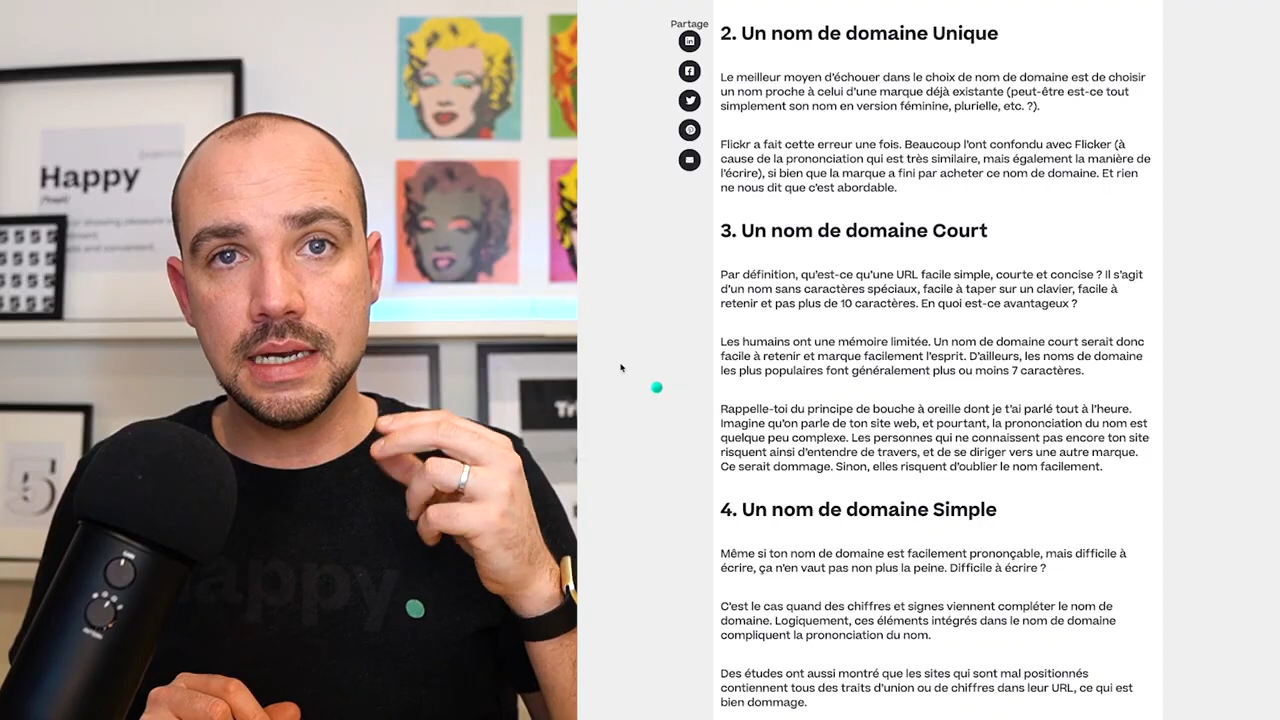 Happy
5555
5555
5555
5555
5
Tr
appy.
Partage
2. Un nom de domaine Unique
Le meilleur moyen d'échouer dans le choix de nom de domaine est de choisir
un nom proche à celui d'une marque déjà existante (peut-être est-ce tout
simplement son nom en version féminine, plurielle, etc. ?).
Flickr a fait cette erreur une fois. Beaucoup l'ont confondu avec Flicker (à
cause de la prononciation qui est très similaire, mais également la manière de
l'écrire), si bien que la marque a fini par acheter ce nom de domaine. Et rien
ne nous dit que c'est abordable.
3. Un nom de domaine Court
Par définition, qu'est-ce qu'une URL facile simple, courte et concise ? Il s'agit
d'un nom sans caractères spéciaux, facile à taper sur un clavier, facile à
retenir et pas plus de 10 caractères. En quoi est-ce avantageux ?
Les humains ont une mémoire limitée. Un nom de domaine court serait donc
facile à retenir et marque facilement l'esprit. D'ailleurs, les noms de domaine
les plus populaires font généralement plus ou moins 7 caractères.
Rappelle-toi du principe de bouche à oreille dont je t'ai parlé tout à l'heure.
Imagine qu'on parle de ton site web, et pourtant, la prononciation du nom est
quelque peu complexe. Les personnes qui ne connaissent pas encore ton site
risquent ainsi d'entendre de travers, et de se diriger vers une autre marque.
Ce serait dommage. Sinon, elles risquent d'oublier le nom facilement.
4. Un nom de domaine Simple
Même si ton nom de domaine est facilement prononçable, mais difficile à
écrire, ça n'en vaut pas non plus la peine. Difficile à écrire ?
C'est le cas quand des chiffres et signes viennent compléter le nom de
domaine. Logiquement, ces éléments intégrés dans le nom de domaine
compliquent la prononciation du nom.
Des études ont aussi montré que les sites qui sont mal positionnés
contiennent tous des traits d'union ou de chiffres dans leur URL, ce qui est
bien dommage.